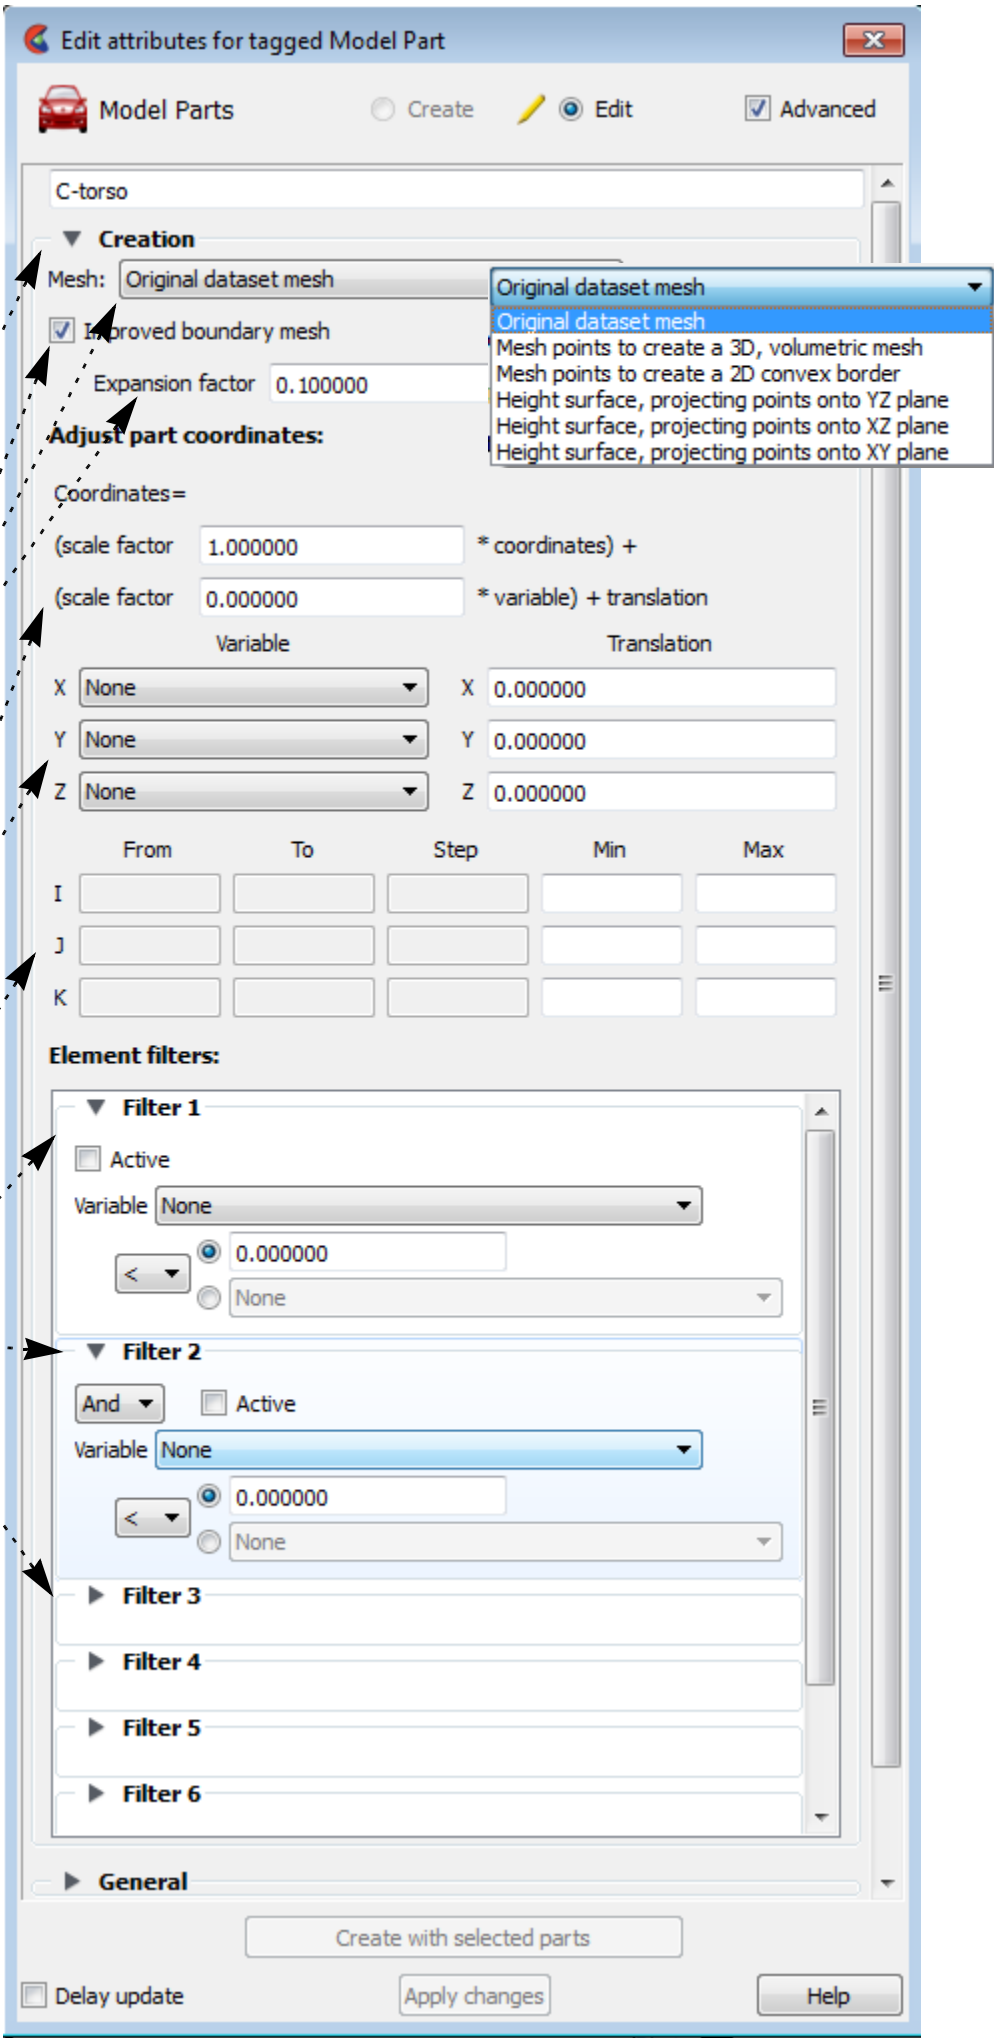 Edit attributes for tagged Model Part
Model Parts Create Edit Advanced
C-torso
Creation
Mesh: Original dataset mesh
Original dataset mesh
Original dataset mesh
Mesh points to create a 3D, volumetric mesh
Mesh points to create a 2D convex border
Height surface, projecting points onto YZ plane
Height surface, projecting points onto XZ plane
Height surface, projecting points onto XY plane
Improved boundary mesh
Expansion factor 0.100000
Adjust part coordinates:
Coordinates=
(scale factor 1.000000 * coordinates) +
(scale factor 0.000000 * variable) + translation
Variable Translation
X None X 0.000000
Y None Y 0.000000
Z None Z 0.000000
From To Step Min Max
I
J
K
Element filters:
Filter 1
Active
Variable None
< 0.000000
None
Filter 2
And Active
Variable None
< 0.000000
None
Filter 3
Filter 4
Filter 5
Filter 6
General
Create with selected parts
Delay update Apply changes Help